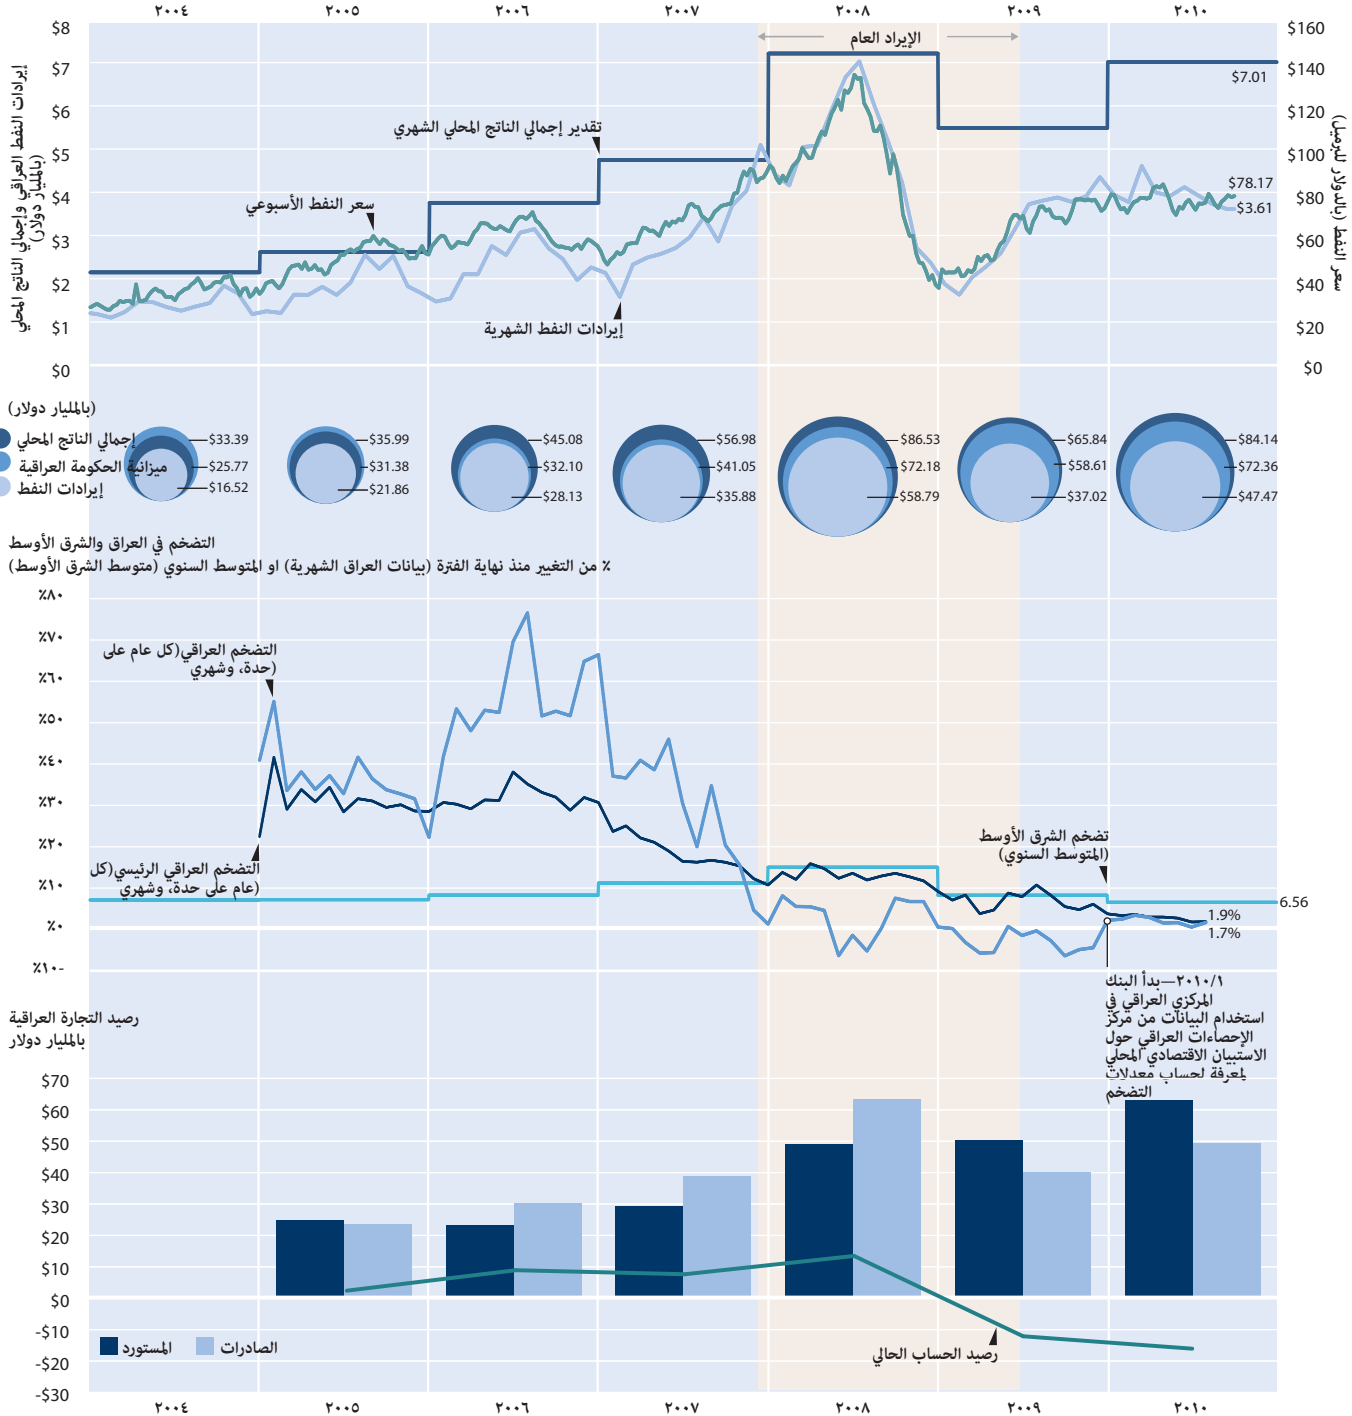 ٢٠٠٤ ٢٠٠٥ ٢٠٠٦ ٢٠٠٧ ٢٠٠٨ ٢٠٠٩ ٢٠١٠
إيرادات النفط العراقي وإجمالي الناتج المحلي
(بالمليار دولار)
$8
$7
$6
$5
$4
$3
$2
$1
$0
سعر النفط (بالدولار للبرميل)
$160
$140
$120
$100
$80
$60
$40
$20
$0
الإيراد العام
تقدير إجمالي الناتج المحلي الشهري
سعر النفط الأسبوعي
إيرادات النفط الشهرية
$7.01
$78.17
$3.61
(بالمليار دولار)
إجمالي الناتج المحلي
ميزانية الحكومة العراقية
إيرادات النفط
$33.39
$25.77
$16.52
$35.99
$31.38
$21.86
$45.08
$32.10
$28.13
$56.98
$41.05
$35.88
$86.53
$72.18
$58.79
$65.84
$58.61
$37.02
$84.14
$72.36
$47.47
التضخم في العراق والشرق الأوسط
٪ من التغيير منذ نهاية الفترة (بيانات العراق الشهرية) او المتوسط السنوي (متوسط الشرق الأوسط)
٪٨٠
٪٧٠
٪٦٠
٪٥٠
٪٤٠
٪٣٠
٪٢٠
٪١٠
٪٠
٪١٠-
التضخم العراقي(كل عام على
حدة، وشهري)
التضخم العراقي الرئيسي(كل
عام على حدة، وشهري)
تضخم الشرق الأوسط
(المتوسط السنوي)
6.56
1.9%
1.7%
٢٠١٠/١—بدأ البنك
المركزي العراقي في
استخدام البيانات من مركز
الإحصاءات العراقي حول
الاستبيان الاقتصادي المحلي
لمعرفة لحساب معدلات
التضخم
رصيد التجارة العراقية
بالمليار دولار
$70
$60
$50
$40
$30
$20
$10
$0
-$10
-$20
-$30
المستورد
الصادرات
رصيد الحساب الحالي
٢٠٠٤ ٢٠٠٥ ٢٠٠٦ ٢٠٠٧ ٢٠٠٨ ٢٠٠٩ ٢٠١٠